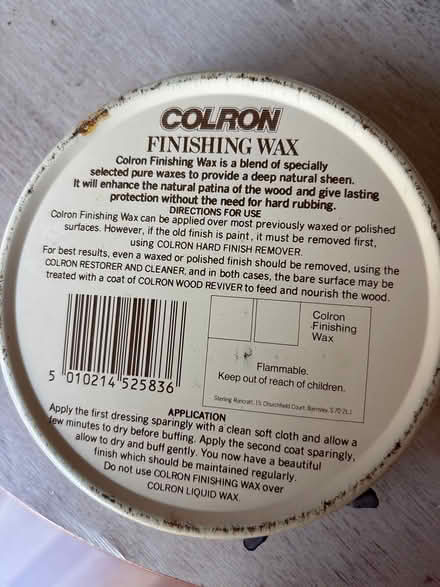 COLRON
FINISHING WAX
Colron Finishing Wax is a blend of specially
selected pure waxes to provide a deep natural sheen.
It will enhance the natural patina of the wood and give lasting
protection without the need for hard rubbing.
DIRECTIONS FOR USE
Colron Finishing Wax can be applied over most previously waxed or polished
surfaces. However, if the old finish is paint, it must be removed first,
using COLRON HARD FINISH REMOVER.
For best results, even a waxed or polished finish should be removed, using the
COLRON RESTORER AND CLEANER, and in both cases, the bare surface may be
treated with a coat of COLRON WOOD REVIVER to feed and nourish the wood.
Colron
Finishing
Wax
Flammable.
Keep out of reach of children.
Sterling Roncraft, 15 Churchfield Court, Barnsley,
5 010214 525836
APPLICATION
Apply the first dressing sparingly with a clean soft cloth and allow a
few minutes to dry before buffing. Apply the second coat sparingly,
allow to dry and buff gently. You now have a beautiful
finish which should be maintained regularly.
Do not use COLRON FINISHING WAX over
COLRON LIQUID WAX.